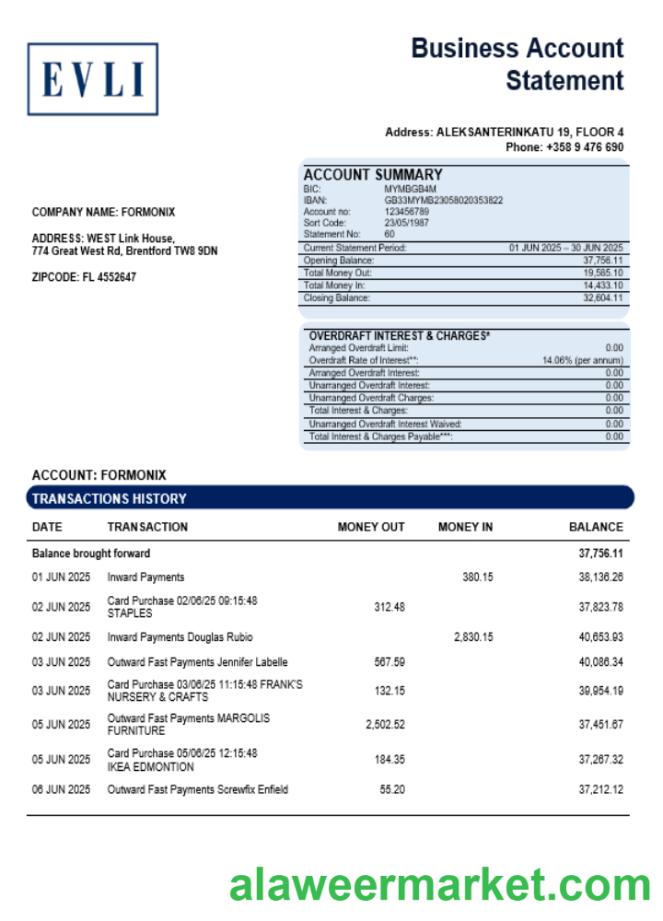 EVLI
Business Account
Statement
Address: ALEKSANTERINKATU 19, FLOOR 4
Phone: +358 9 476 690
COMPANY NAME: FORMONIX
ADDRESS: WEST Link House,
774 Great West Rd, Brentford TW8 9DN
ZIPCODE: FL 4552647
ACCOUNT SUMMARY
BIC: MYMBGB4M
IBAN: GB33MYMB23058020353822
Account no: 123456789
Sort Code: 23/05/1987
Statement No: 60
Current Statement Period: 01 JUN 2025 – 30 JUN 2025
Opening Balance: 37,756.11
Total Money Out: 19,585.10
Total Money In: 14,433.10
Closing Balance: 32,604.11
OVERDRAFT INTEREST & CHARGES*
Arranged Overdraft Limit: 0.00
Overdraft Rate of Interest**: 14.06% (per annum)
Arranged Overdraft Interest: 0.00
Unarranged Overdraft Interest: 0.00
Unarranged Overdraft Charges: 0.00
Total Interest & Charges: 0.00
Unarranged Overdraft Interest Waived: 0.00
Total Interest & Charges Payable***: 0.00
ACCOUNT: FORMONIX
TRANSACTIONS HISTORY
DATE TRANSACTION MONEY OUT MONEY IN BALANCE
Balance brought forward 37,756.11
01 JUN 2025 Inward Payments 380.15 38,136.26
02 JUN 2025 Card Purchase 02/06/25 09:15:48 STAPLES 312.48 37,823.78
02 JUN 2025 Inward Payments Douglas Rubio 2,830.15 40,653.93
03 JUN 2025 Outward Fast Payments Jennifer Labelle 567.59 40,086.34
03 JUN 2025 Card Purchase 03/06/25 11:15:48 FRANK'S NURSERY & CRAFTS 132.15 39,954.19
05 JUN 2025 Outward Fast Payments MARGOLIS FURNITURE 2,502.52 37,451.67
05 JUN 2025 Card Purchase 05/06/25 12:15:48 IKEA EDMONTION 184.35 37,267.32
06 JUN 2025 Outward Fast Payments Screwfix Enfield 55.20 37,212.12
alaweermarket.com